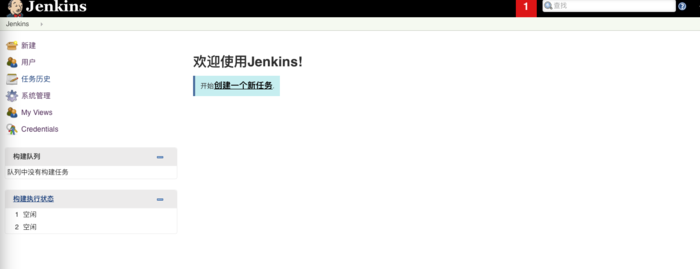 Jenkins
1
查找
Jenkins
新建
用户
任务历史
系统管理
My Views
Credentials
构建队列
队列中没有构建任务
构建执行状态
1 空闲
2 空闲
欢迎使用Jenkins!
开始创建一个新任务.